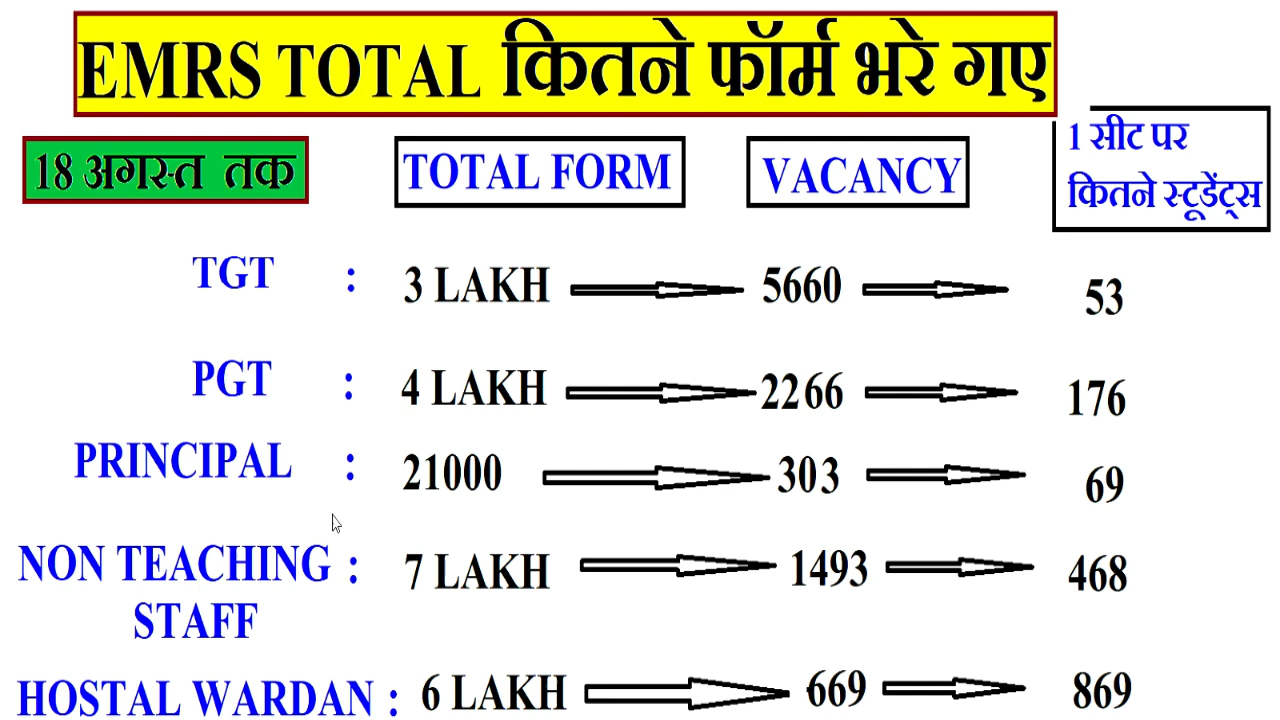 EMRS TOTAL कितने फॉर्म भरे गए
18 अगस्त तक
TOTAL FORM
VACANCY
1 सीट पर
कितने स्टूडेंट्स
TGT : 3 LAKH 5660 53
PGT : 4 LAKH 2266 176
PRINCIPAL : 21000 303 69
NON TEACHING : 7 LAKH 1493 468
STAFF
HOSTAL WARDAN : 6 LAKH 669 869